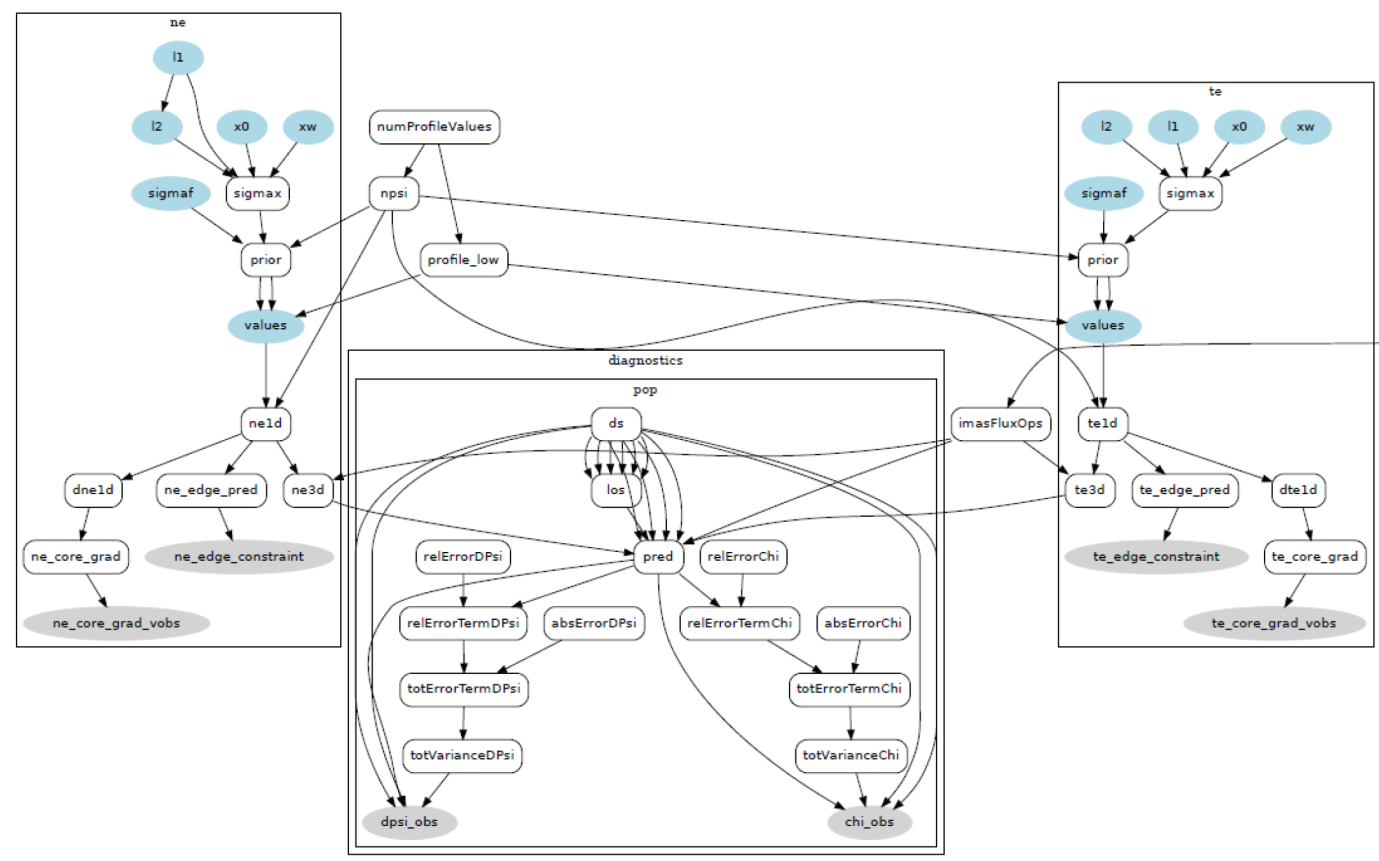 ne
l1
l2
x0
xw
sigmaf
sigmax
prior
values
ne1d
dne1d
ne_edge_pred
ne3d
ne_core_grad
ne_edge_constraint
ne_core_grad_vobs
numProfileValues
npsi
profile_low
diagnostics
pop
ds
los
relErrorDPsi
pred
relErrorChi
relErrorTermDPsi
absErrorDPsi
relErrorTermChi
absErrorChi
totErrorTermDPsi
totErrorTermChi
totVarianceDPsi
totVarianceChi
dpsi_obs
chi_obs
imasFluxOps
te
l2
l1
x0
xw
sigmaf
sigmax
prior
values
te1d
te3d
te_edge_pred
dte1d
te_edge_constraint
te_core_grad
te_core_grad_vobs